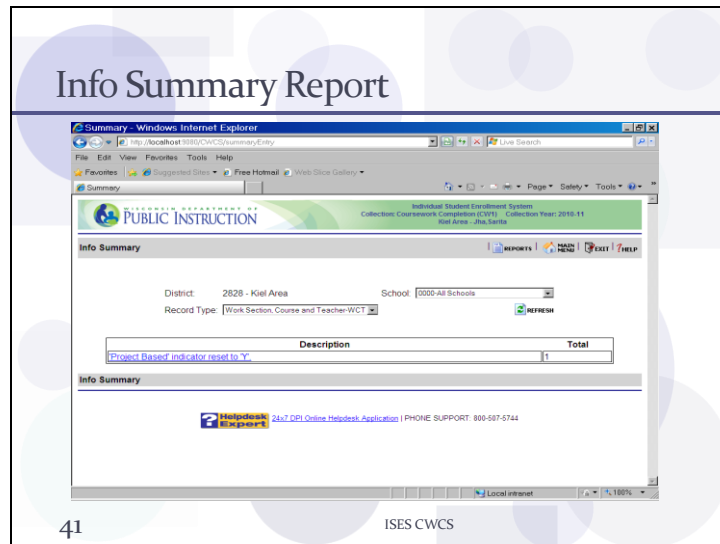 Info Summary Report
Summary - Windows Internet Explorer
http://localhost:9080/CWCS/summaryEntry
Live Search
File Edit View Favorites Tools Help
Favorites Suggested Sites Free Hotmail Web Slice Gallery
Summary Page Safety Tools
WISCONSIN DEPARTMENT OF
PUBLIC INSTRUCTION
Individual Student Enrollment System
Collection: Coursework Completion (CW1) Collection Year: 2010-11
Kiel Area - Jha,Sarita
Info Summary | REPORTS | MAIN MENU | EXIT | ? HELP
District: 2828 - Kiel Area School: 0000-All Schools
Record Type: Work Section, Course and Teacher-WCT REFRESH
Description Total
'Project Based' indicator reset to 'Y'. 1
Info Summary
? Helpdesk Expert 24x7 DPI Online Helpdesk Application | PHONE SUPPORT: 800-507-5744
Local intranet 100%
41 ISES CWCS